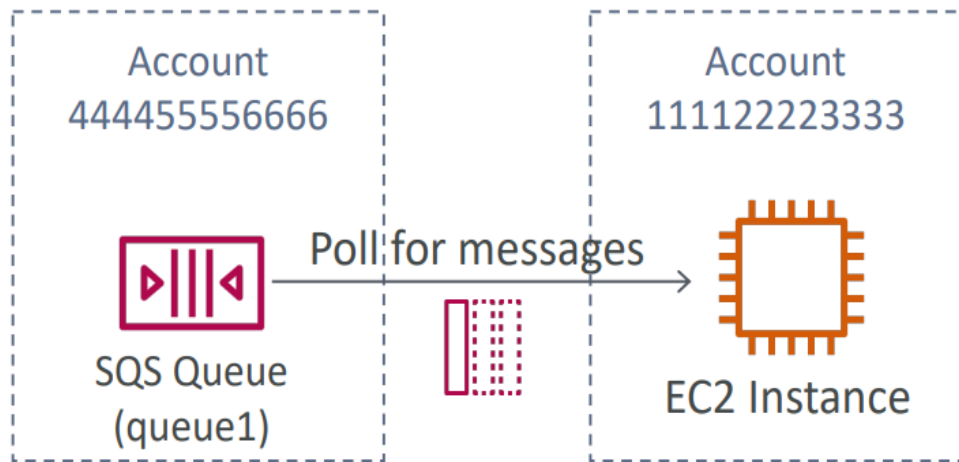 Account
444455556666
Account
111122223333
Poll for messages
SQS Queue
(queue1)
EC2 Instance